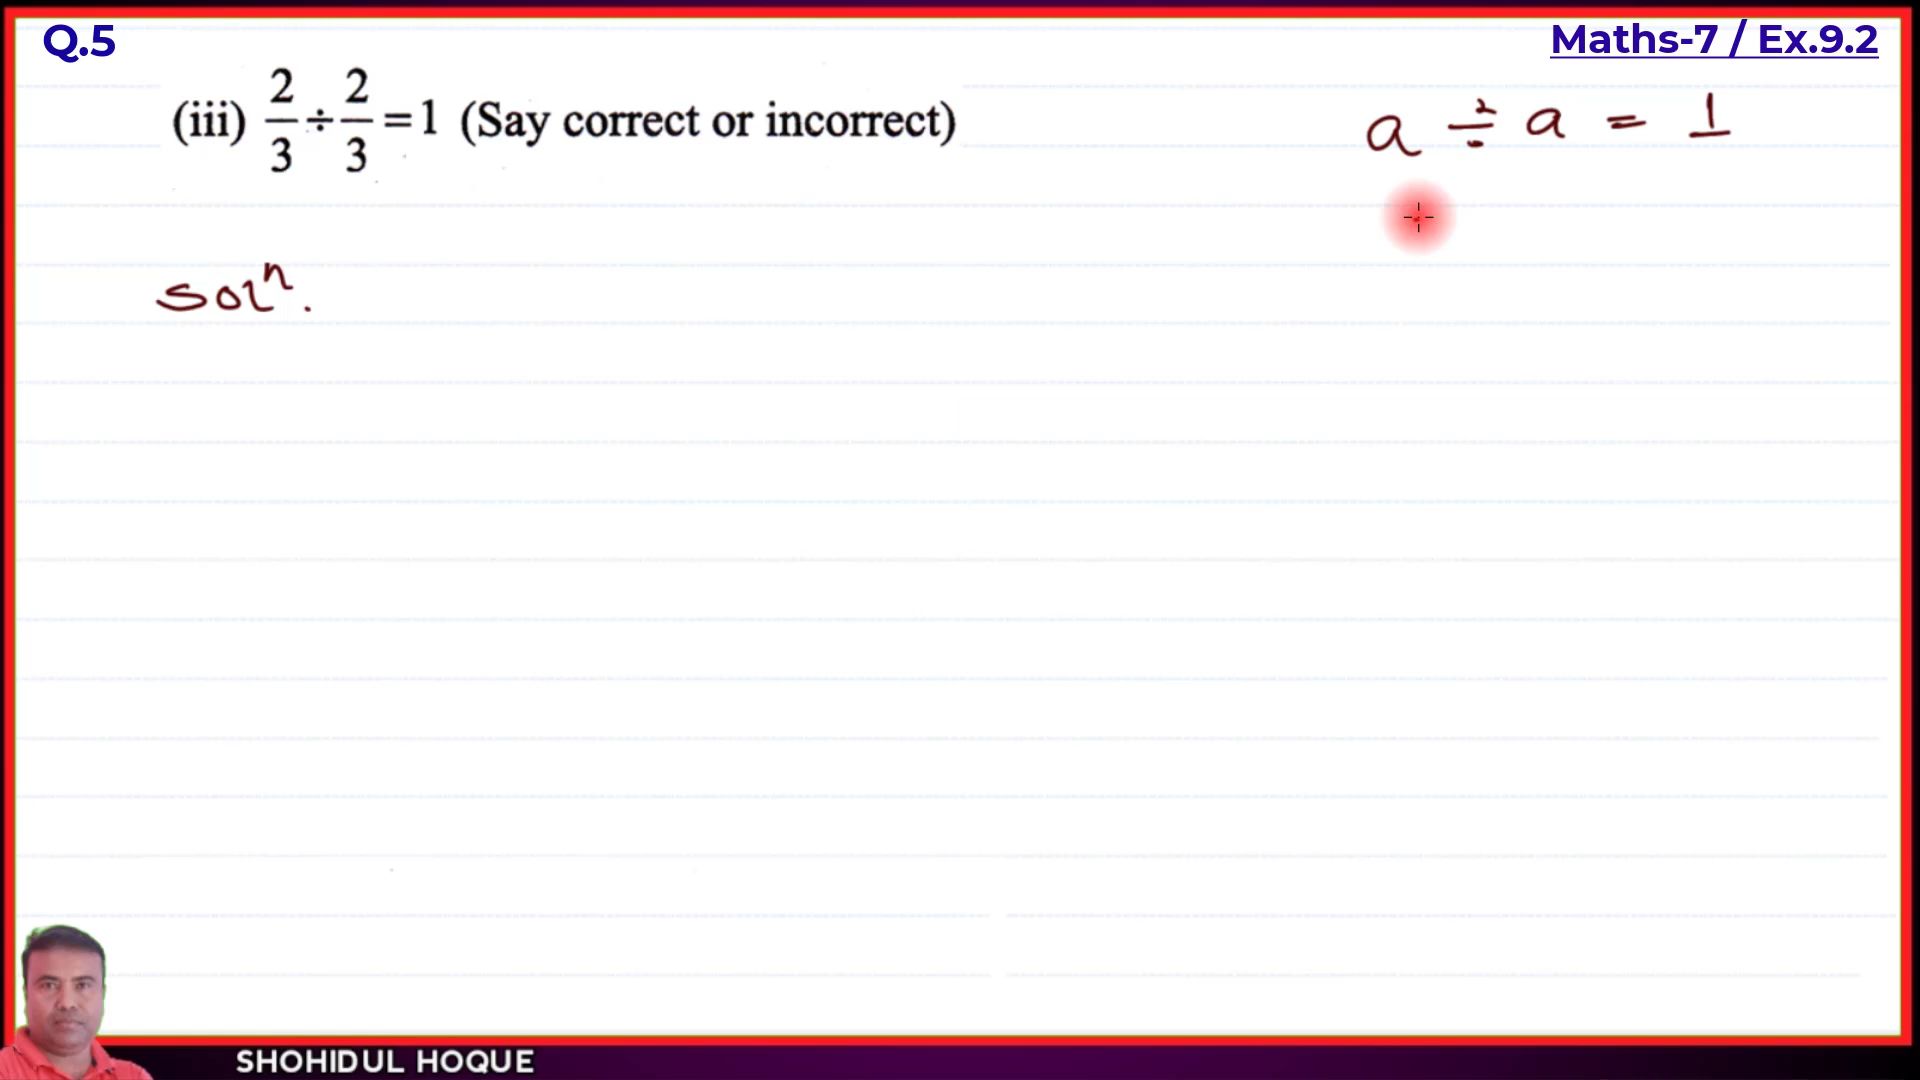 Q.5
Maths-7 / Ex.9.2
(iii) 2/3 ÷ 2/3 = 1 (Say correct or incorrect)
a ÷ a = 1
Solⁿ.
SHOHIDUL HOQUE